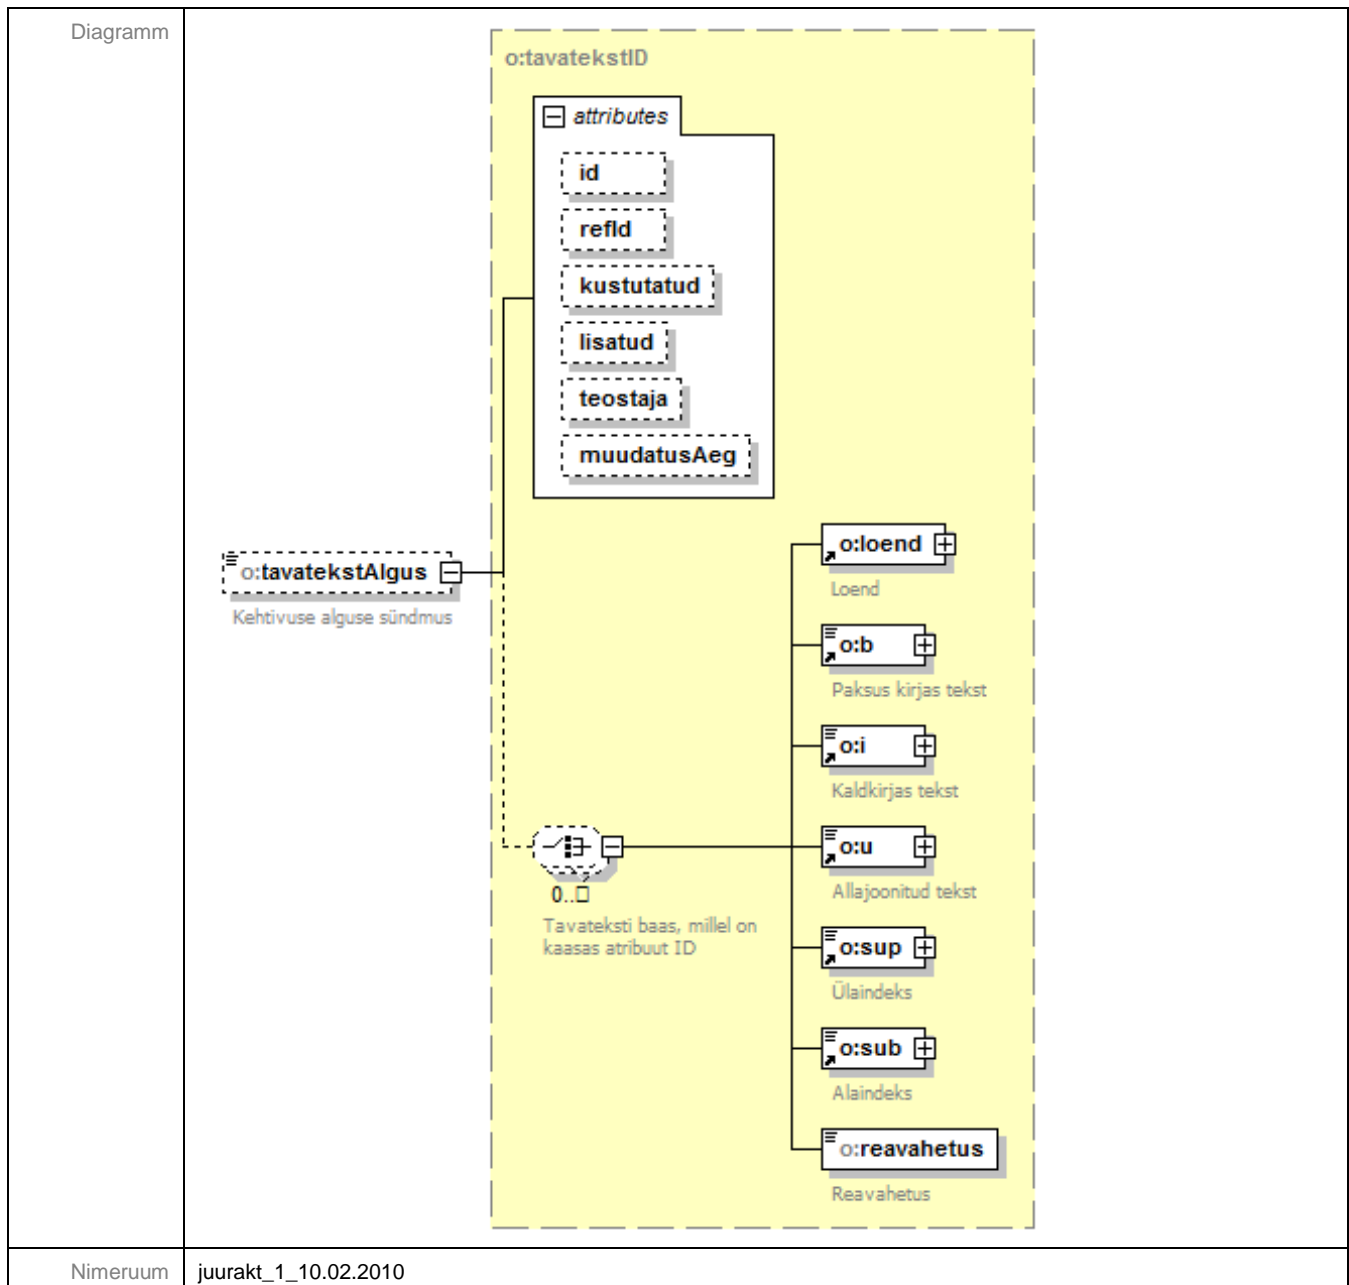 Diagramm
o:tavatekstID
attributes
id
refId
kustutatud
lisatud
teostaja
muudatusAeg
o:tavatekstAlgus
Kehtivuse alguse sündmus
o:loend
Loend
o:b
Paksus kirjas tekst
o:i
Kaldkirjas tekst
o:u
Allajoonitud tekst
0..□
Tavateksti baas, millel on
kaasas atribuut ID
o:sup
Ülaindeks
o:sub
Alaindeks
o:reavahetus
Reavahetus
Nimeruum juurakt_1_10.02.2010